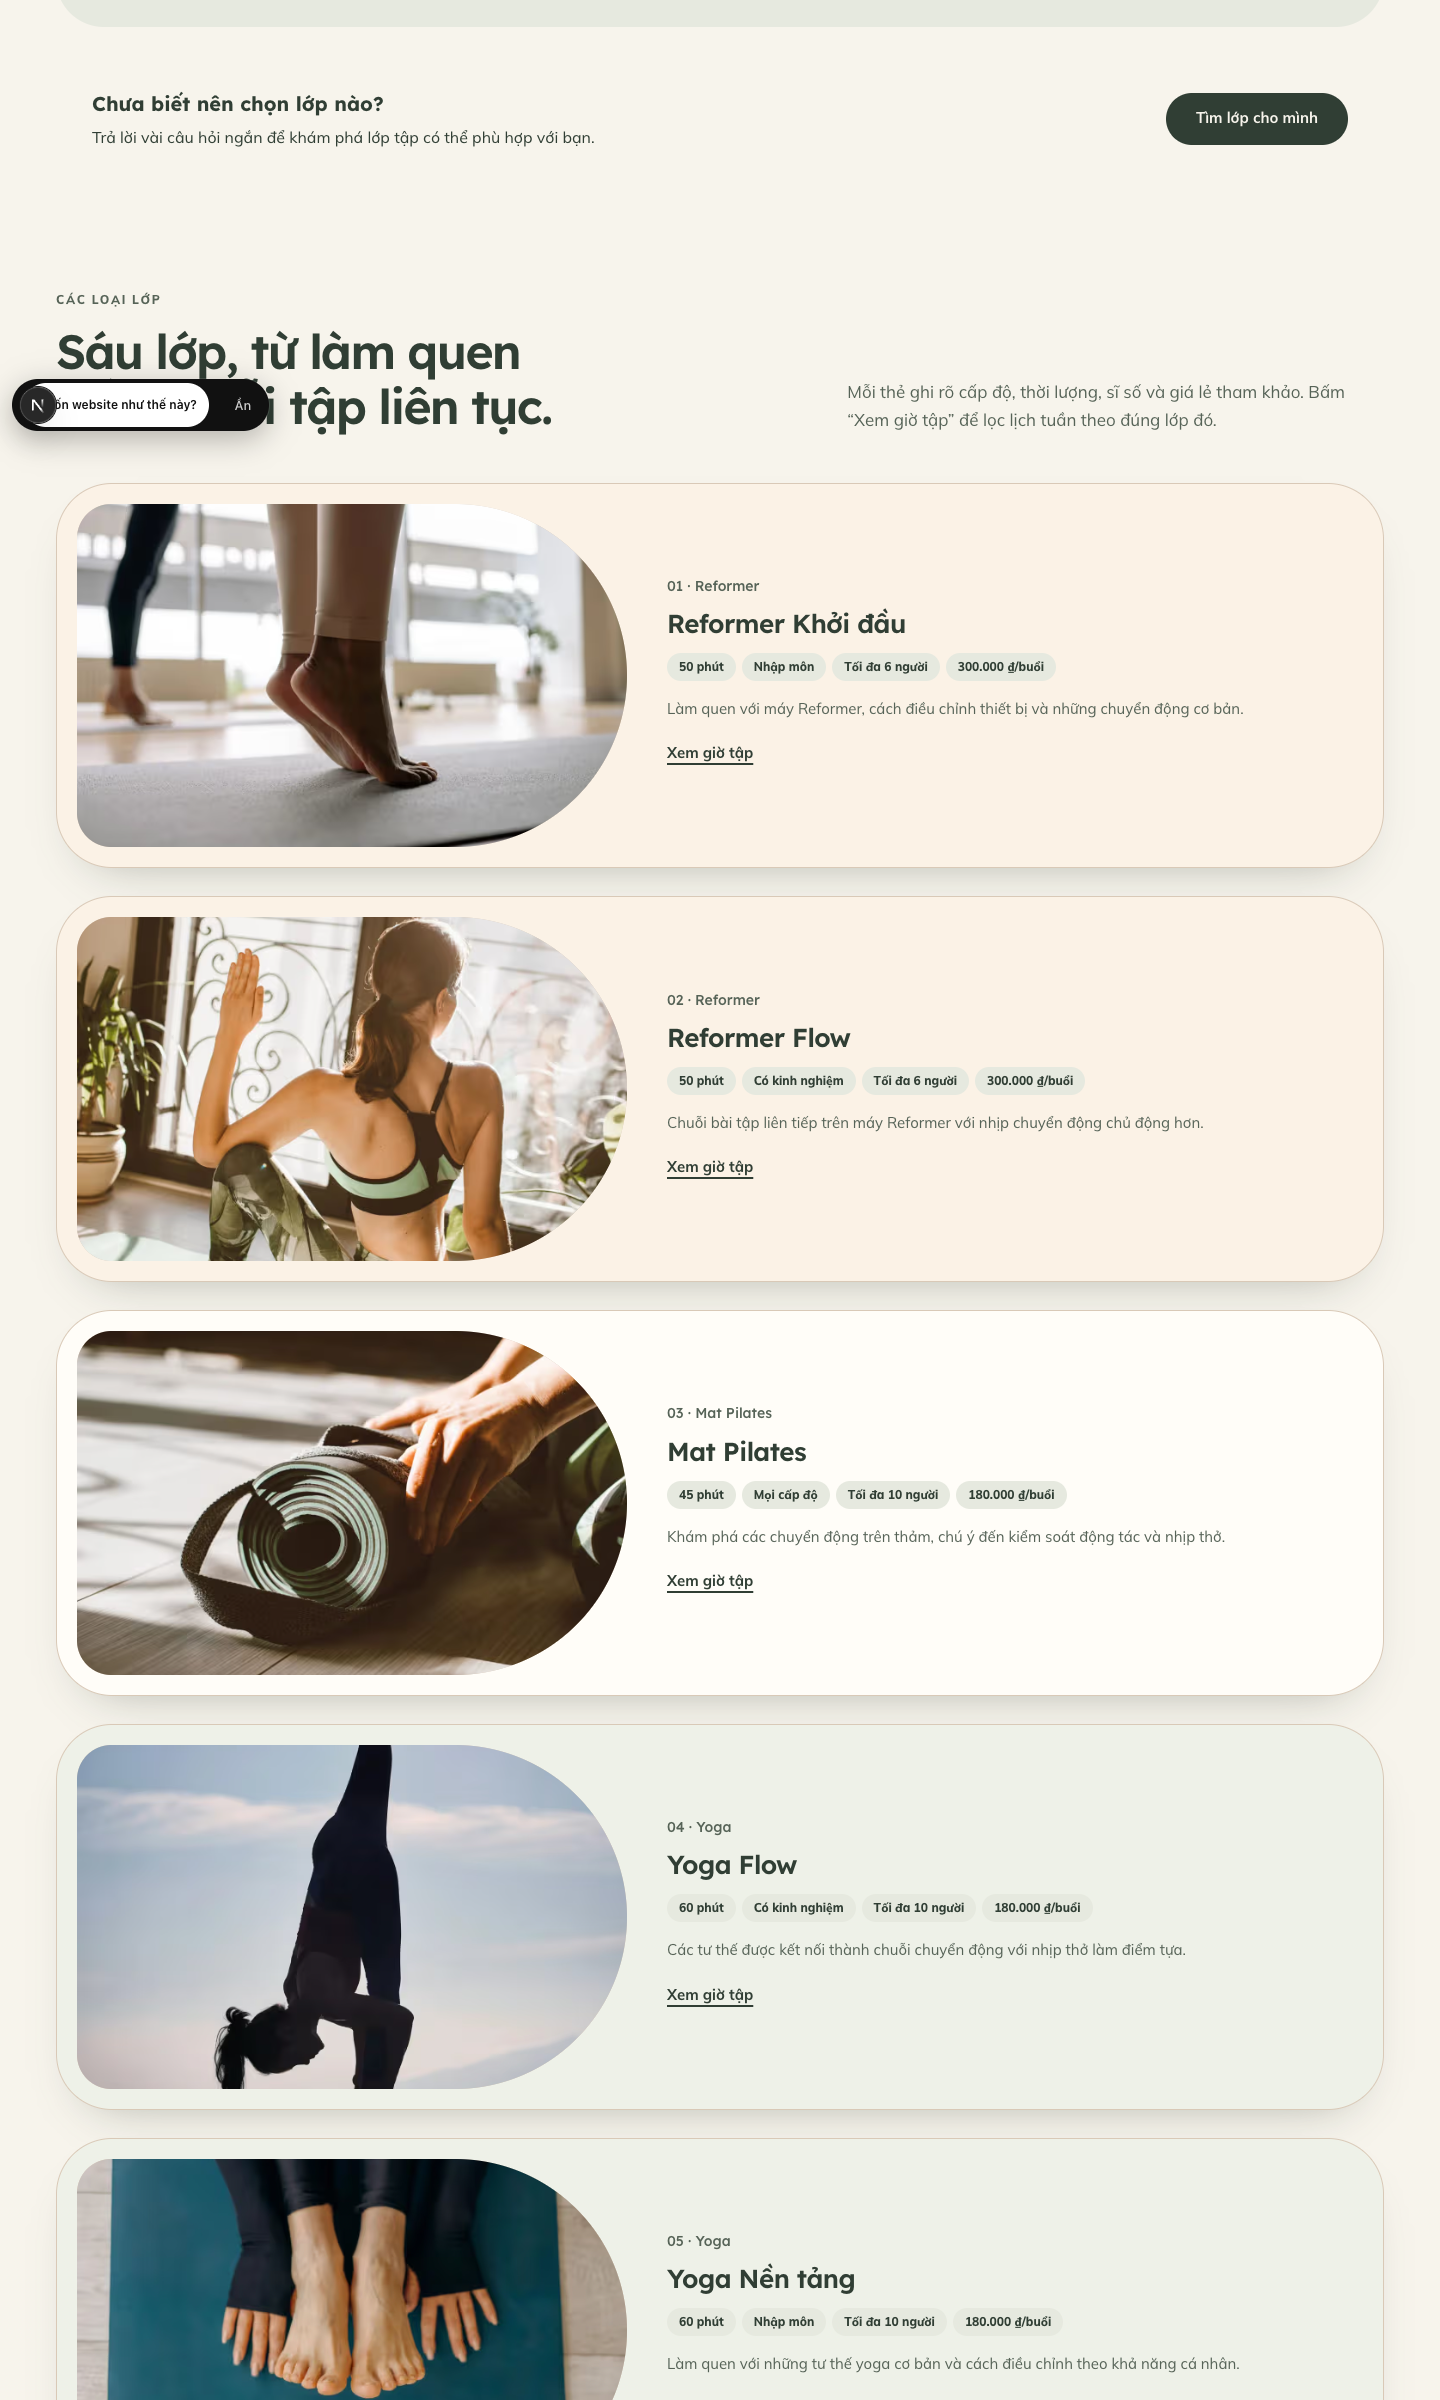 Chưa biết nên chọn lớp nào?
Trả lời vài câu hỏi ngắn để khám phá lớp tập có thể phù hợp với bạn.
Tìm lớp cho mình
CÁC LOẠI LỚP
Sáu lớp, từ làm quen
tập liên tục.
website như thế này?
Ẩn
Mỗi thẻ ghi rõ cấp độ, thời lượng, sĩ số và giá lẻ tham khảo. Bấm
“Xem giờ tập” để lọc lịch tuần theo đúng lớp đó.
01 · Reformer
Reformer Khởi đầu
50 phút Nhập môn Tối đa 6 người 300.000 ₫/buổi
Làm quen với máy Reformer, cách điều chỉnh thiết bị và những chuyển động cơ bản.
Xem giờ tập
02 · Reformer
Reformer Flow
50 phút Có kinh nghiệm Tối đa 6 người 300.000 ₫/buổi
Chuỗi bài tập liên tiếp trên máy Reformer với nhịp chuyển động chủ động hơn.
Xem giờ tập
03 · Mat Pilates
Mat Pilates
45 phút Mọi cấp độ Tối đa 10 người 180.000 ₫/buổi
Khám phá các chuyển động trên thảm, chú ý đến kiểm soát động tác và nhịp thở.
Xem giờ tập
04 · Yoga
Yoga Flow
60 phút Có kinh nghiệm Tối đa 10 người 180.000 ₫/buổi
Các tư thế được kết nối thành chuỗi chuyển động với nhịp thở làm điểm tựa.
Xem giờ tập
05 · Yoga
Yoga Nền tảng
60 phút Nhập môn Tối đa 10 người 180.000 ₫/buổi
Làm quen với những tư thế yoga cơ bản và cách điều chỉnh theo khả năng cá nhân.